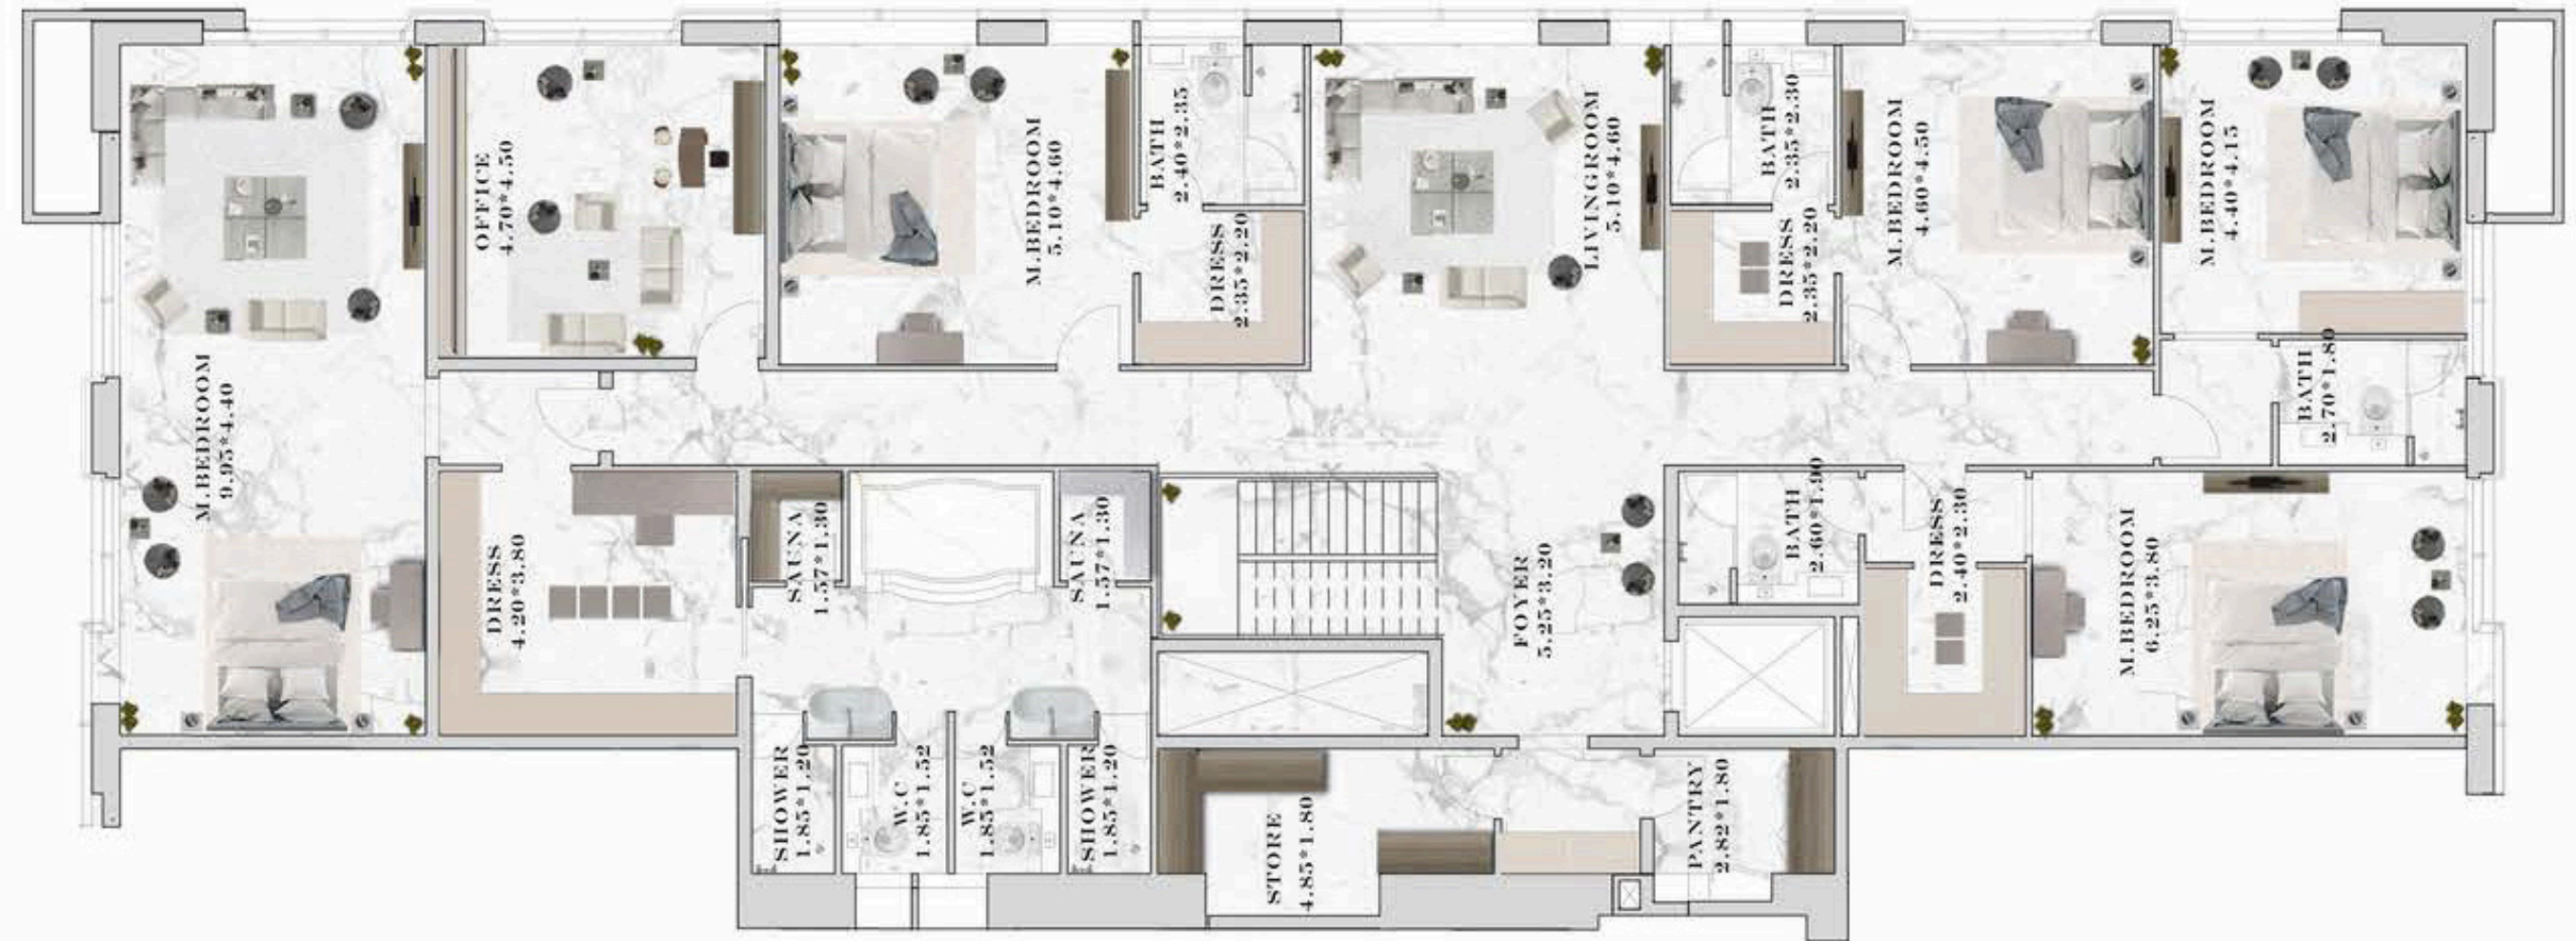 M.BEDROOM
9.95*4.40
OFFICE
4.70*4.50
M.BEDROOM
5.10*4.60
BATH
2.40*2.35
DRESS
2.35*2.20
LIVINGROOM
5.10*4.60
BATH
2.35*2.30
DRESS
2.35*2.20
M.BEDROOM
4.60*4.50
M.BEDROOM
4.40*4.15
BATH
2.70*1.80
DRESS
4.20*3.80
SAUNA
1.57*1.30
SAUNA
1.57*1.30
FOYER
5.25*3.20
BATH
2.60*1.90
DRESS
2.40*2.30
M.BEDROOM
6.25*3.80
SHOWER
1.85*1.20
W.C
1.85*1.52
W.C
1.85*1.52
SHOWER
1.85*1.20
STORE
4.85*1.80
PANTRY
2.82*1.80